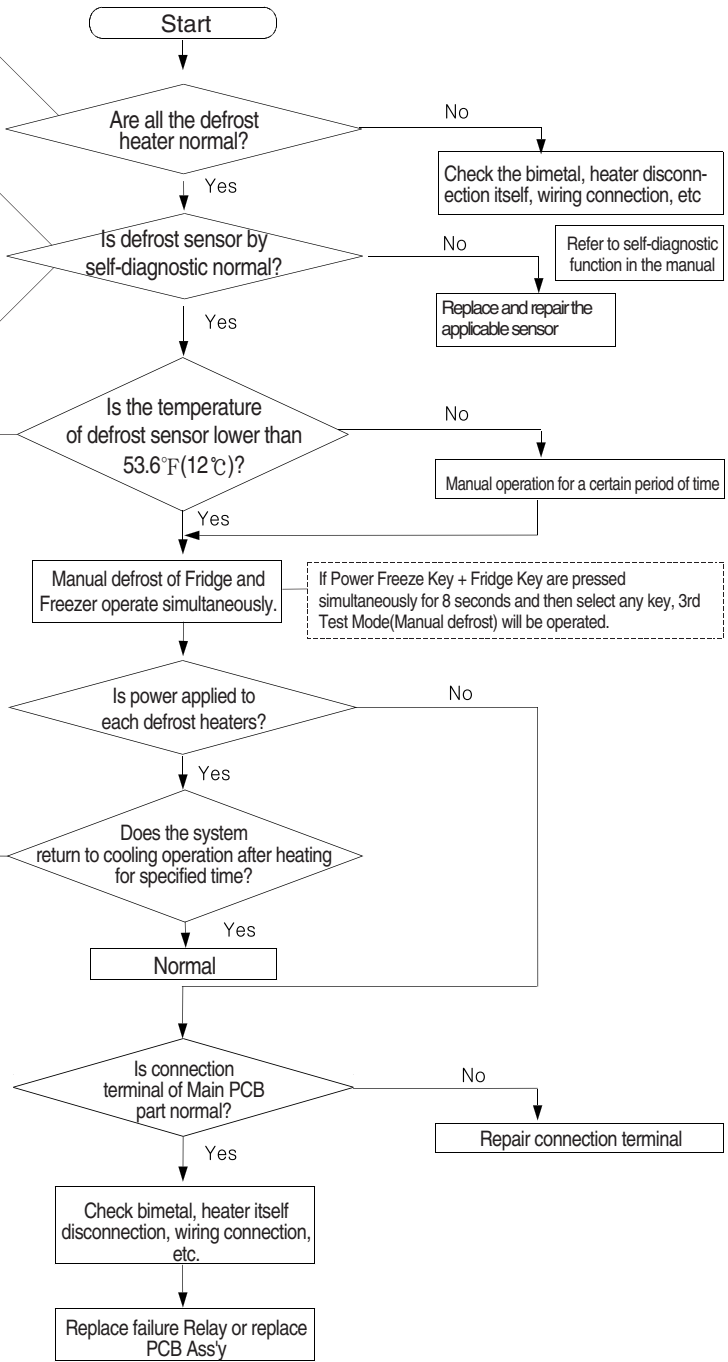 Start
Are all the defrost
heater normal?
No
Check the bimetal, heater disconn-
ection itself, wiring connection, etc
Yes
Is defrost sensor by
self-diagnostic normal?
No
Refer to self-diagnostic
function in the manual
Replace and repair the
applicable sensor
Yes
Is the temperature
of defrost sensor lower than
53.6°F(12℃)?
No
Manual operation for a certain period of time
Yes
Manual defrost of Fridge and
Freezer operate simultaneously.
If Power Freeze Key + Fridge Key are pressed
simultaneously for 8 seconds and then select any key, 3rd
Test Mode(Manual defrost) will be operated.
Is power applied to
each defrost heaters?
No
Yes
Does the system
return to cooling operation after heating
for specified time?
Yes
Normal
Is connection
terminal of Main PCB
part normal?
No
Repair connection terminal
Yes
Check bimetal, heater itself
disconnection, wiring connection,
etc.
Replace failure Relay or replace
PCB Ass'y